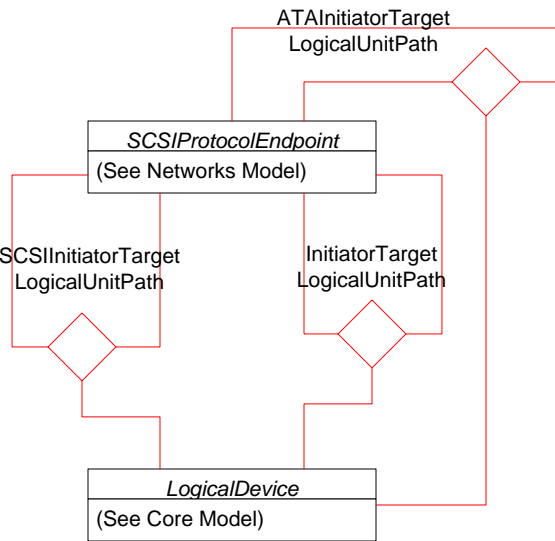 ATAInitiatorTarget
LogicalUnitPath
SCSIProtocolEndpoint
(See Networks Model)
SCSIInitiatorTarget
LogicalUnitPath
InitiatorTarget
LogicalUnitPath
LogicalDevice
(See Core Model)